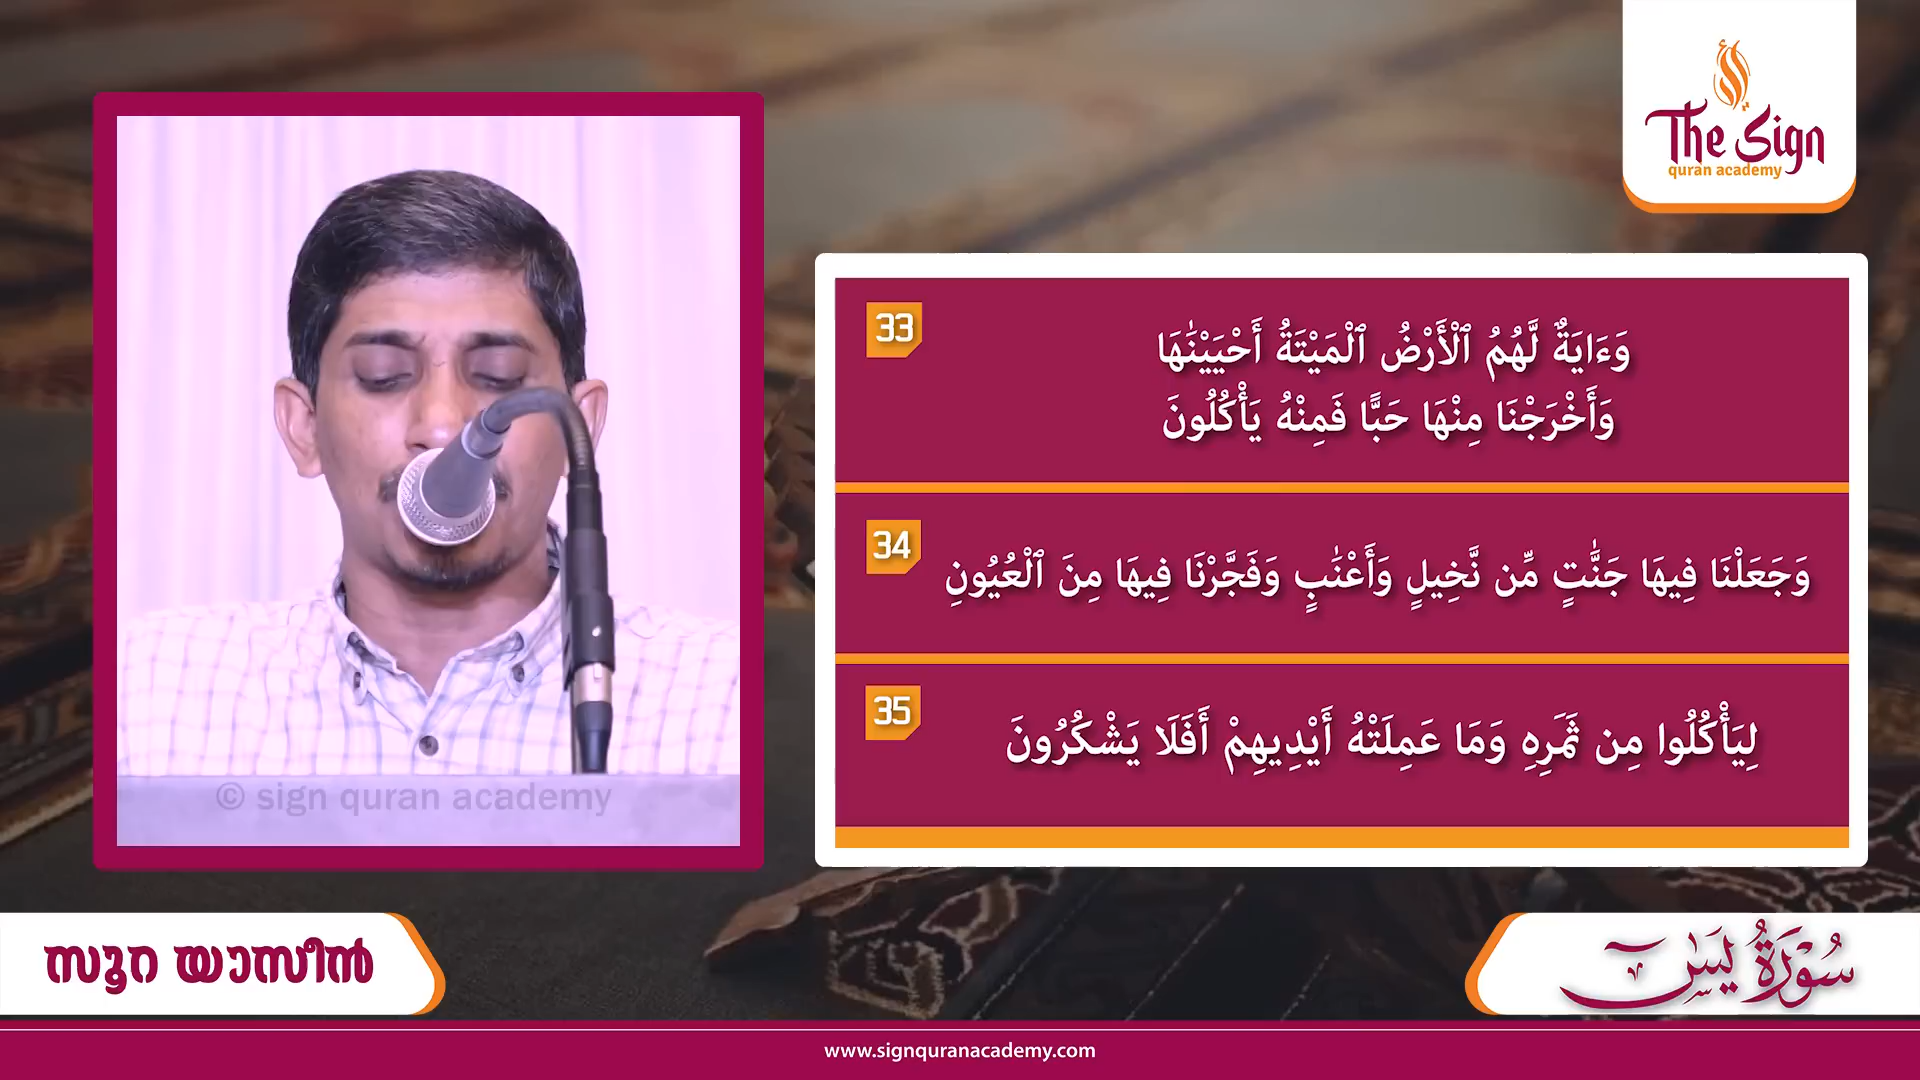 The Sign
quran academy
33
وَءَايَةٌ لَّهُمُ ٱلْأَرْضُ ٱلْمَيْتَةُ أَحْيَيْنَٰهَا
وَأَخْرَجْنَا مِنْهَا حَبًّا فَمِنْهُ يَأْكُلُونَ
34
وَجَعَلْنَا فِيهَا جَنَّٰتٍ مِّن نَّخِيلٍ وَأَعْنَٰبٍ وَفَجَّرْنَا فِيهَا مِنَ ٱلْعُيُونِ
35
لِيَأْكُلُوا مِن ثَمَرِهِ وَمَا عَمِلَتْهُ أَيْدِيهِمْ أَفَلَا يَشْكُرُونَ
© sign quran academy
സൂറ യാസീൻ
سُورَةُ يَسٓ
www.signquranacademy.com